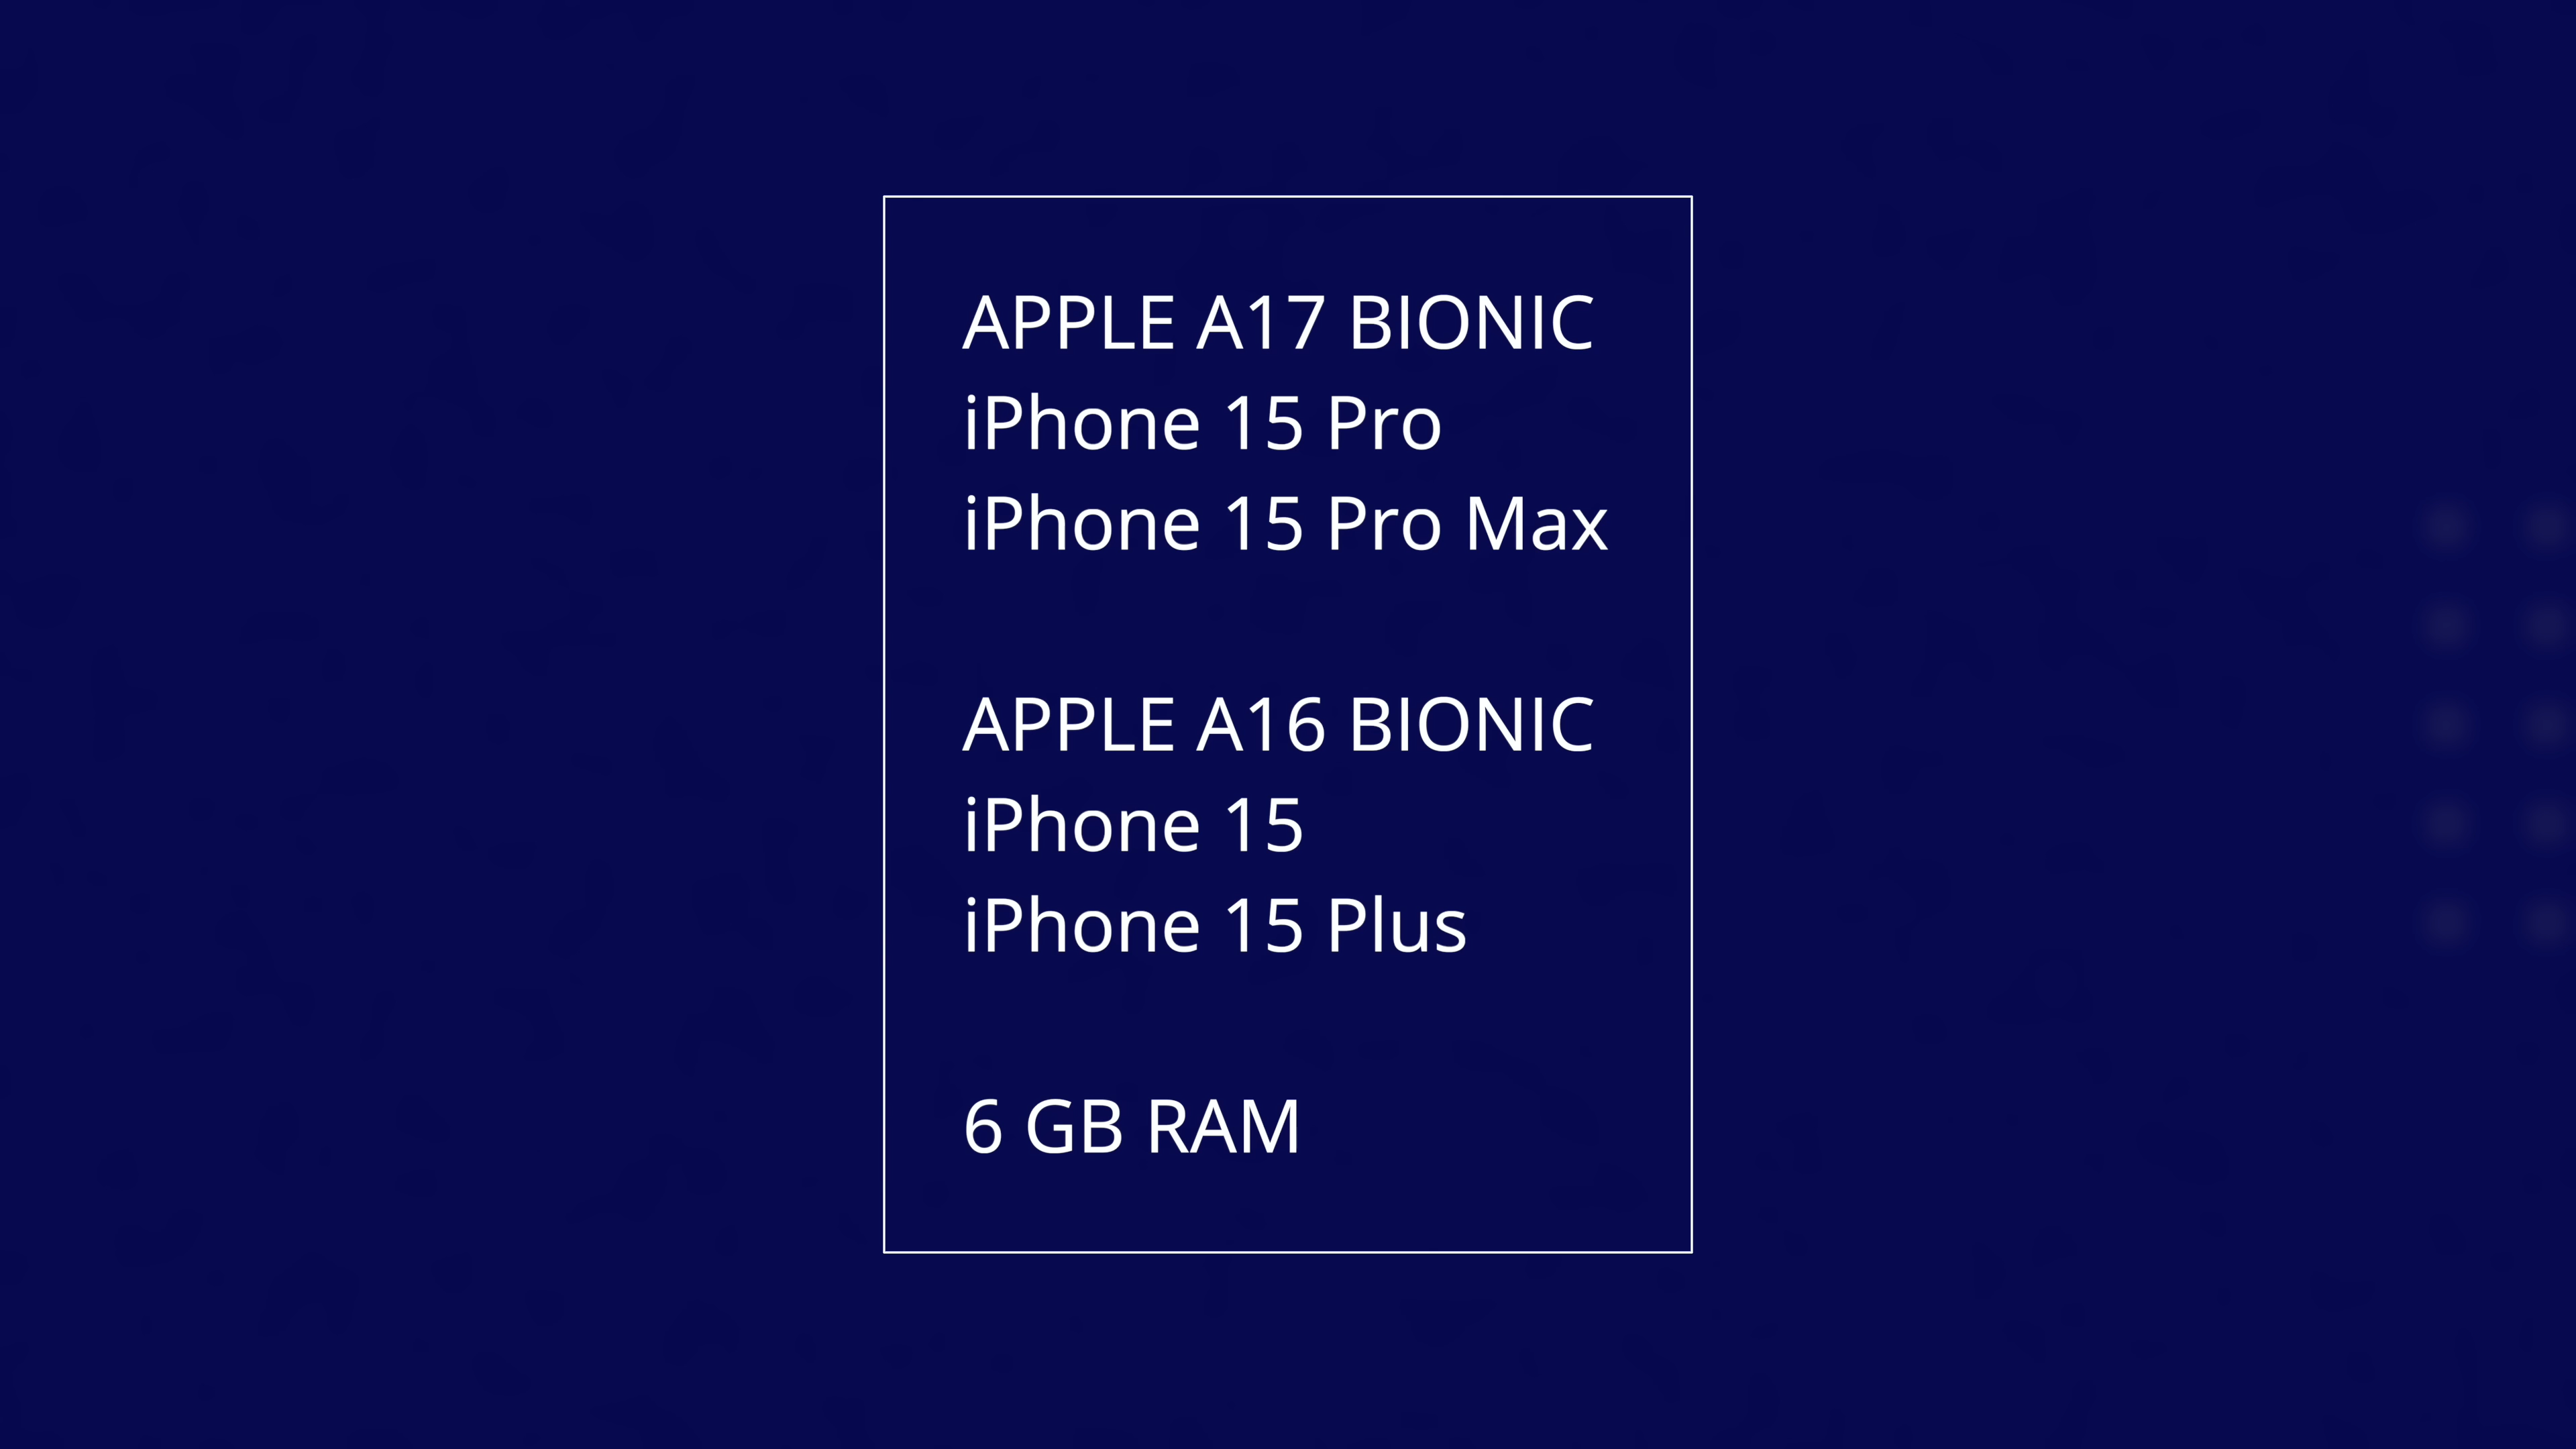 APPLE A17 BIONIC
iPhone 15 Pro
iPhone 15 Pro Max
APPLE A16 BIONIC
iPhone 15
iPhone 15 Plus
6 GB RAM